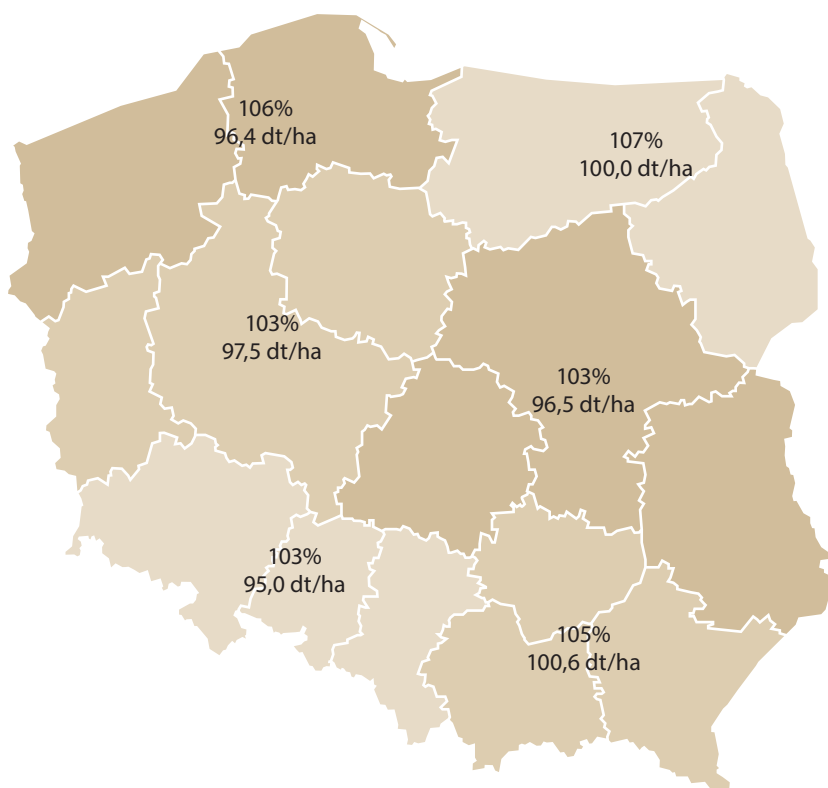 106%
96,4 dt/ha
107%
100,0 dt/ha
103%
97,5 dt/ha
103%
96,5 dt/ha
103%
95,0 dt/ha
105%
100,6 dt/ha